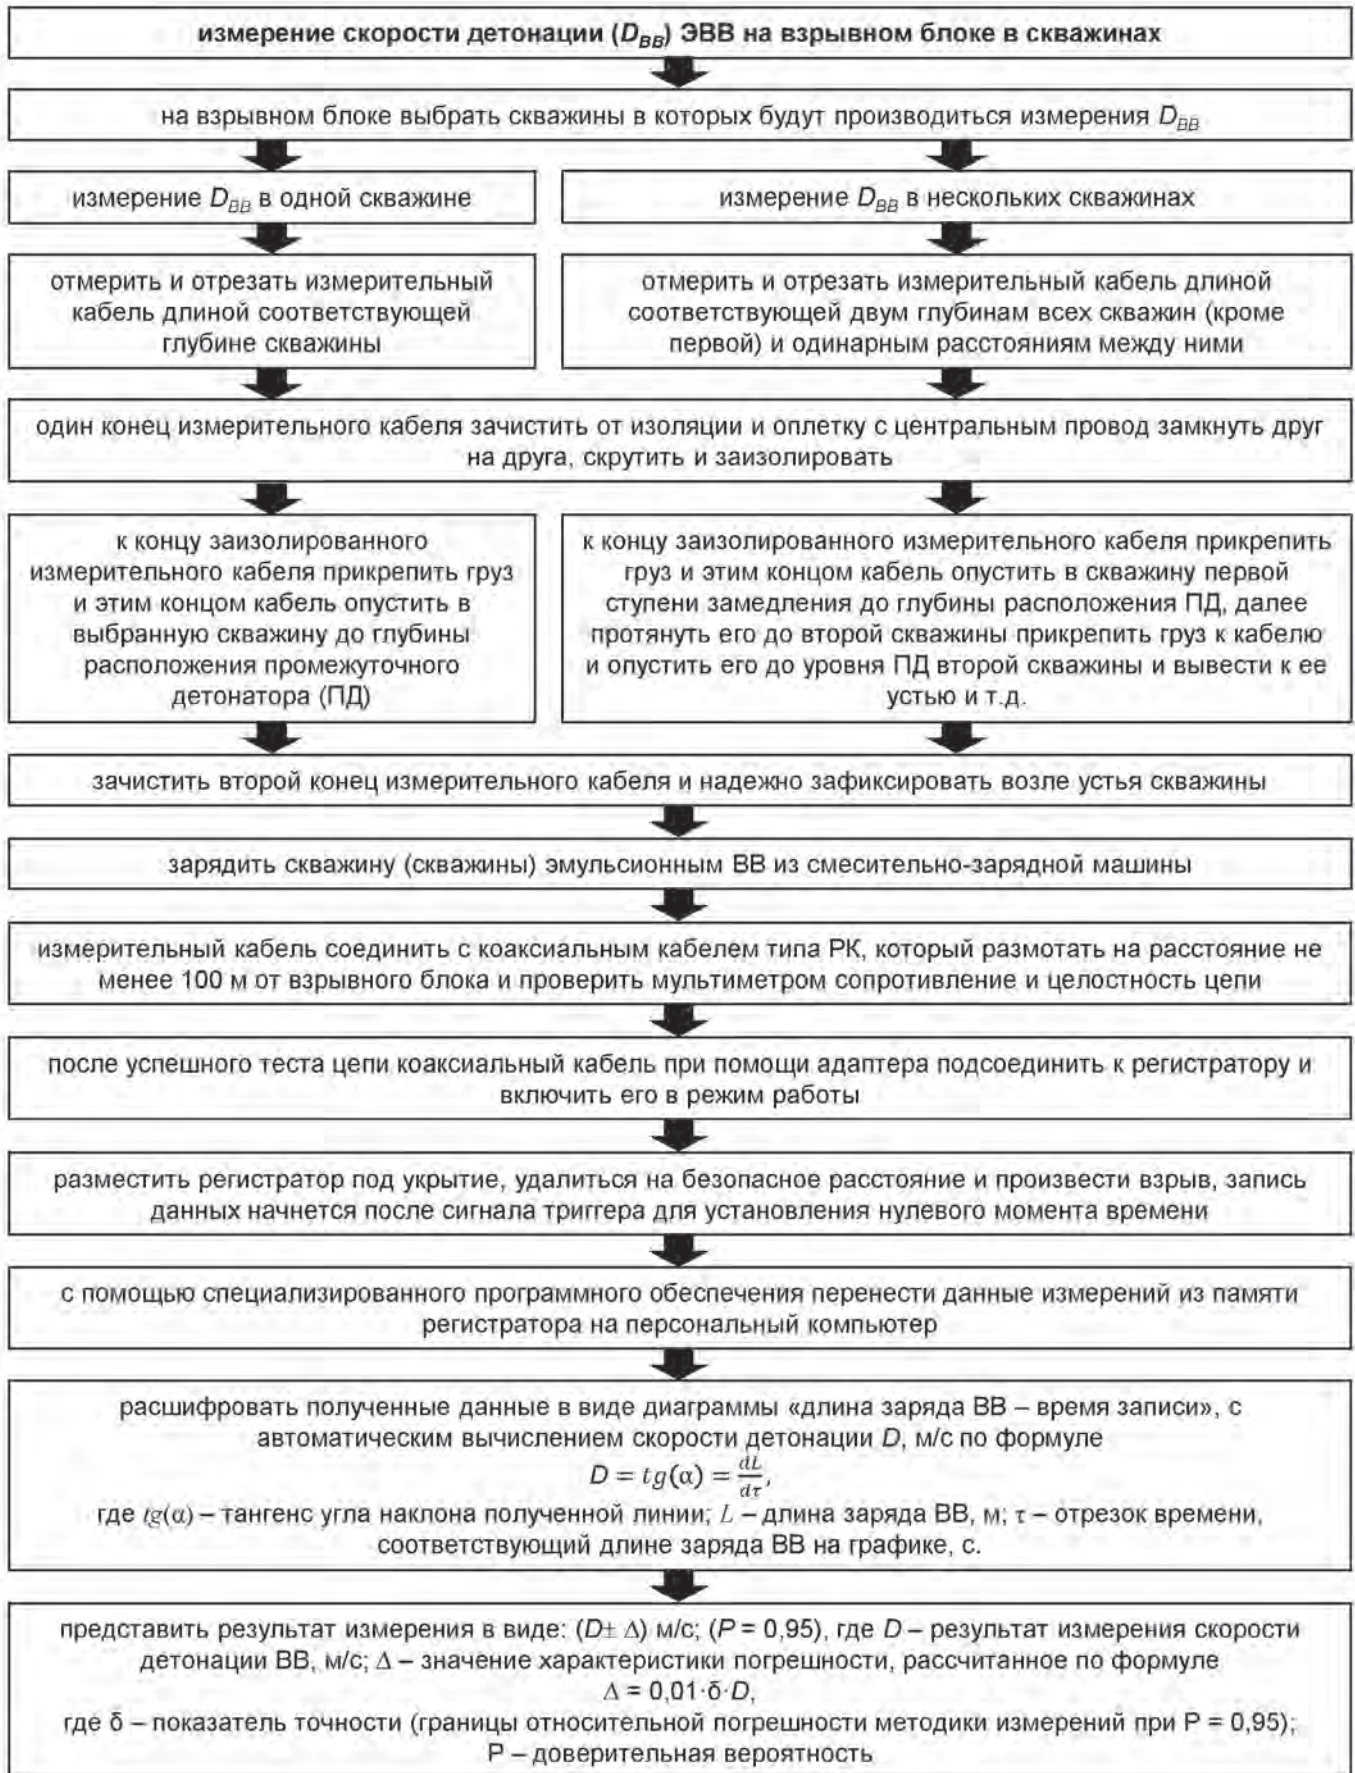 измерение скорости детонации (D_BB) ЭВВ на взрывном блоке в скважинах
на взрывном блоке выбрать скважины в которых будут производиться измерения D_BB
измерение D_BB в одной скважине
измерение D_BB в нескольких скважинах
отмерить и отрезать измерительный
кабель длиной соответствующей
глубине скважины
отмерить и отрезать измерительный кабель длиной
соответствующей двум глубинам всех скважин (кроме
первой) и одинарным расстояниям между ними
один конец измерительного кабеля зачистить от изоляции и оплетку с центральным провод замкнуть друг
на друга, скрутить и заизолировать
к концу заизолированного
измерительного кабеля прикрепить груз
и этим концом кабель опустить в
выбранную скважину до глубины
расположения промежуточного
детонатора (ПД)
к концу заизолированного измерительного кабеля прикрепить
груз и этим концом кабель опустить в скважину первой
ступени замедления до глубины расположения ПД, далее
протянуть его до второй скважины прикрепить груз к кабелю
и опустить его до уровня ПД второй скважины и вывести к ее
устью и т.д.
зачистить второй конец измерительного кабеля и надежно зафиксировать возле устья скважины
зарядить скважину (скважины) эмульсионным ВВ из смесительно-зарядной машины
измерительный кабель соединить с коаксиальным кабелем типа РК, который размотать на расстояние не
менее 100 м от взрывного блока и проверить мультиметром сопротивление и целостность цепи
после успешного теста цепи коаксиальный кабель при помощи адаптера подсоединить к регистратору и
включить его в режим работы
разместить регистратор под укрытие, удалиться на безопасное расстояние и произвести взрыв, запись
данных начнется после сигнала триггера для установления нулевого момента времени
с помощью специализированного программного обеспечения перенести данные измерений из памяти
регистратора на персональный компьютер
расшифровать полученные данные в виде диаграммы «длина заряда ВВ – время записи», с
автоматическим вычислением скорости детонации D, м/с по формуле
D = tg(α) = dL/dτ,
где tg(α) – тангенс угла наклона полученной линии; L – длина заряда ВВ, м; τ – отрезок времени,
соответствующий длине заряда ВВ на графике, с.
представить результат измерения в виде: (D± Δ) м/с; (P = 0,95), где D – результат измерения скорости
детонации ВВ, м/с; Δ – значение характеристики погрешности, рассчитанное по формуле
Δ = 0,01·δ·D,
где δ – показатель точности (границы относительной погрешности методики измерений при P = 0,95);
P – доверительная вероятность